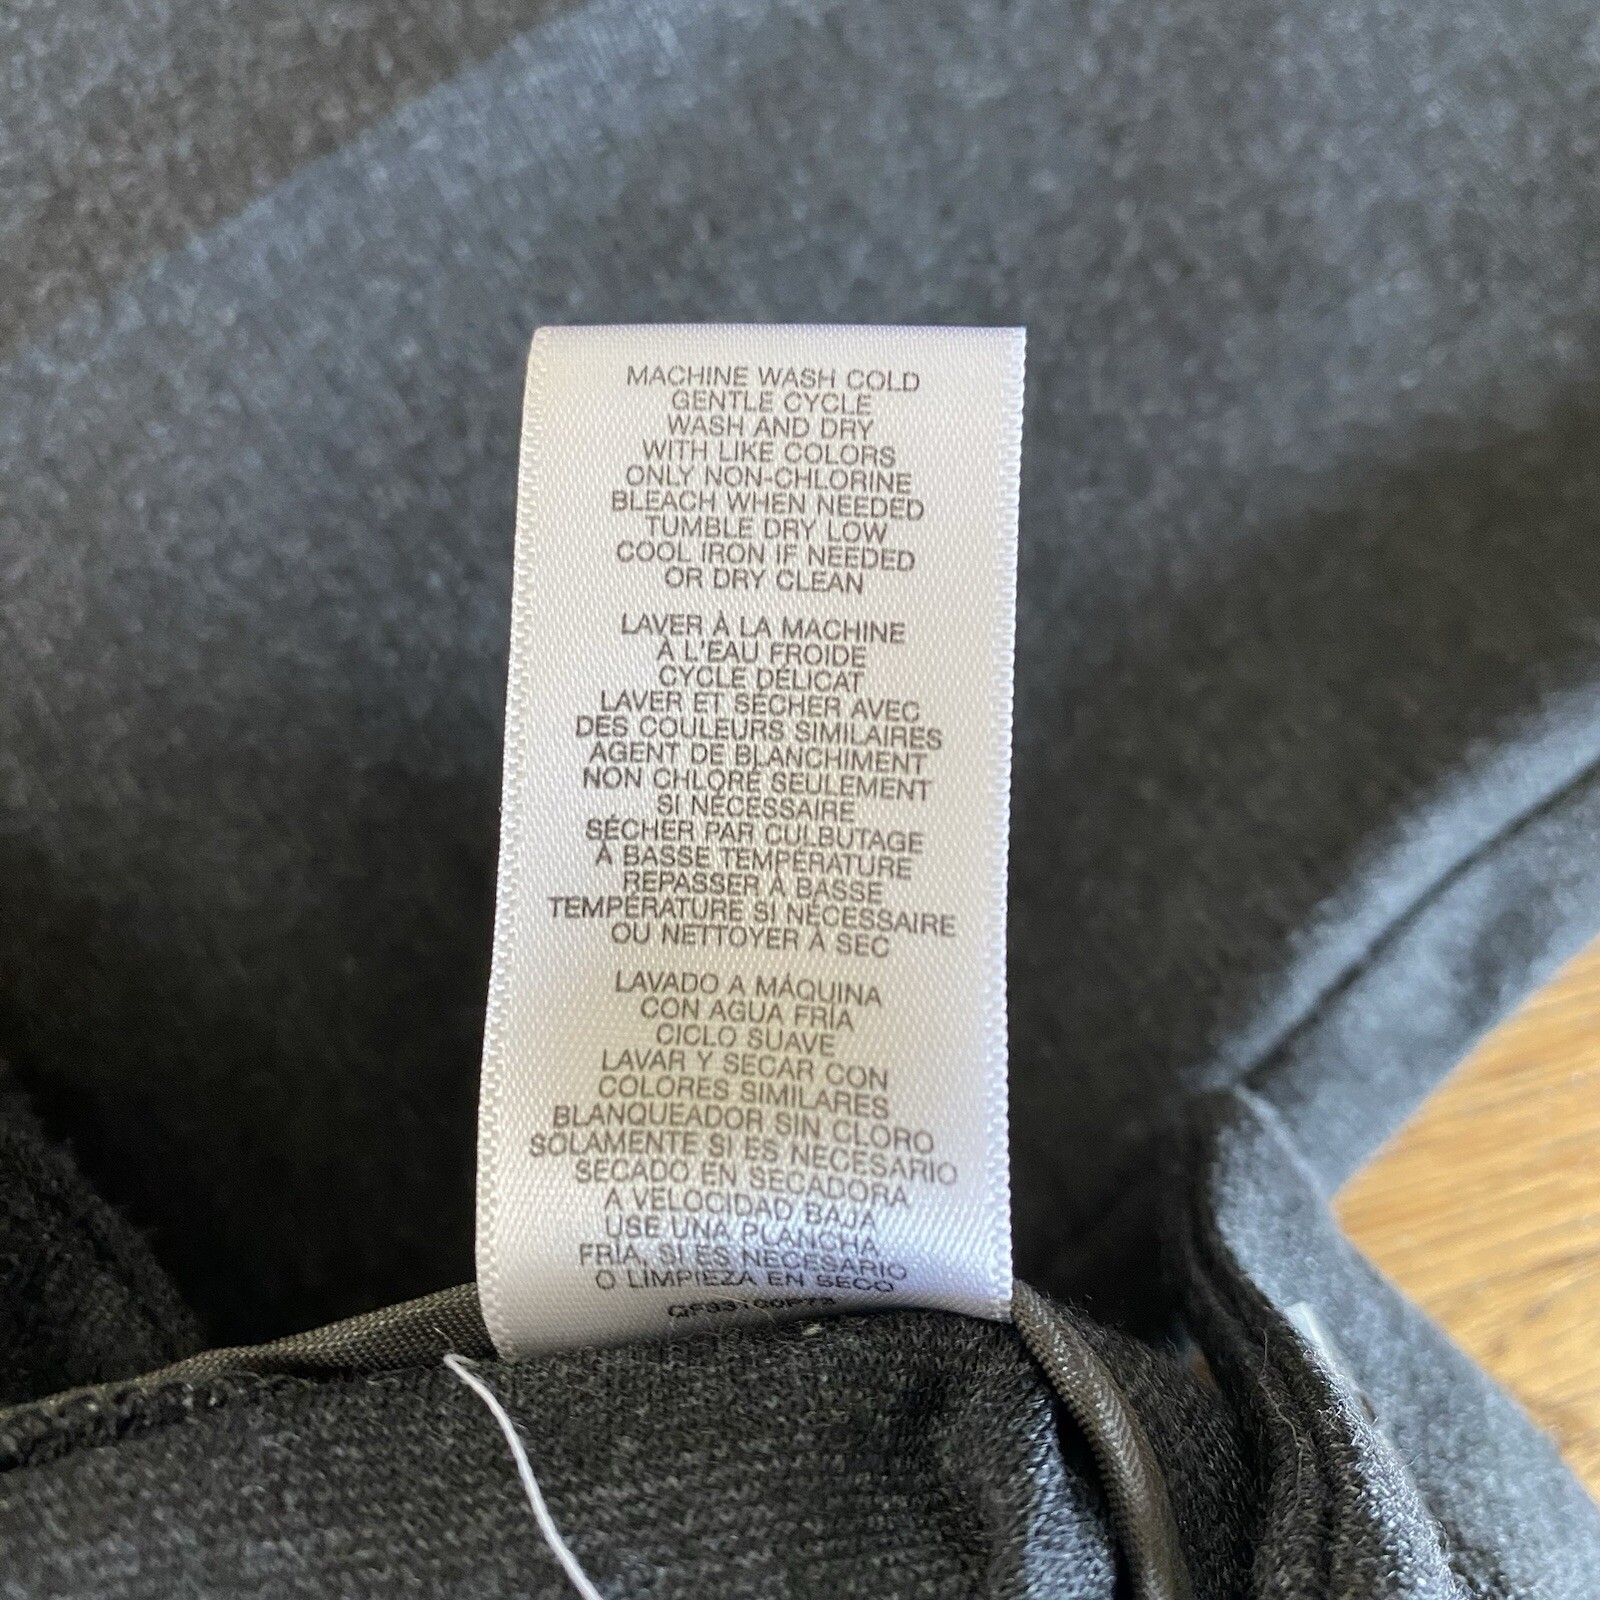 MACHINE WASH COLD
GENTLE CYCLE
WASH AND DRY
WITH LIKE COLORS
ONLY NON-CHLORINE
BLEACH WHEN NEEDED
TUMBLE DRY LOW
COOL IRON IF NEEDED
OR DRY CLEAN
LAVER À LA MACHINE
À L'EAU FROIDE
CYCLE DÉLICAT
LAVER ET SÉCHER AVEC
DES COULEURS SIMILAIRES
AGENT DE BLANCHIMENT
NON CHLORÉ SEULEMENT
SI NÉCESSAIRE
SÉCHER PAR CULBUTAGE
À BASSE TEMPÉRATURE
REPASSER À BASSE
TEMPÉRATURE SI NÉCESSAIRE
OU NETTOYER À SEC
LAVADO A MÁQUINA
CON AGUA FRÍA
CICLO SUAVE
LAVAR Y SECAR CON
COLORES SIMILARES
BLANQUEADOR SIN CLORO
SOLAMENTE SI ES NECESARIO
SECADO EN SECADORA
A VELOCIDAD BAJA
USE UNA PLANCHA
FRÍA, SI ES NECESARIO
O LIMPIEZA EN SECO